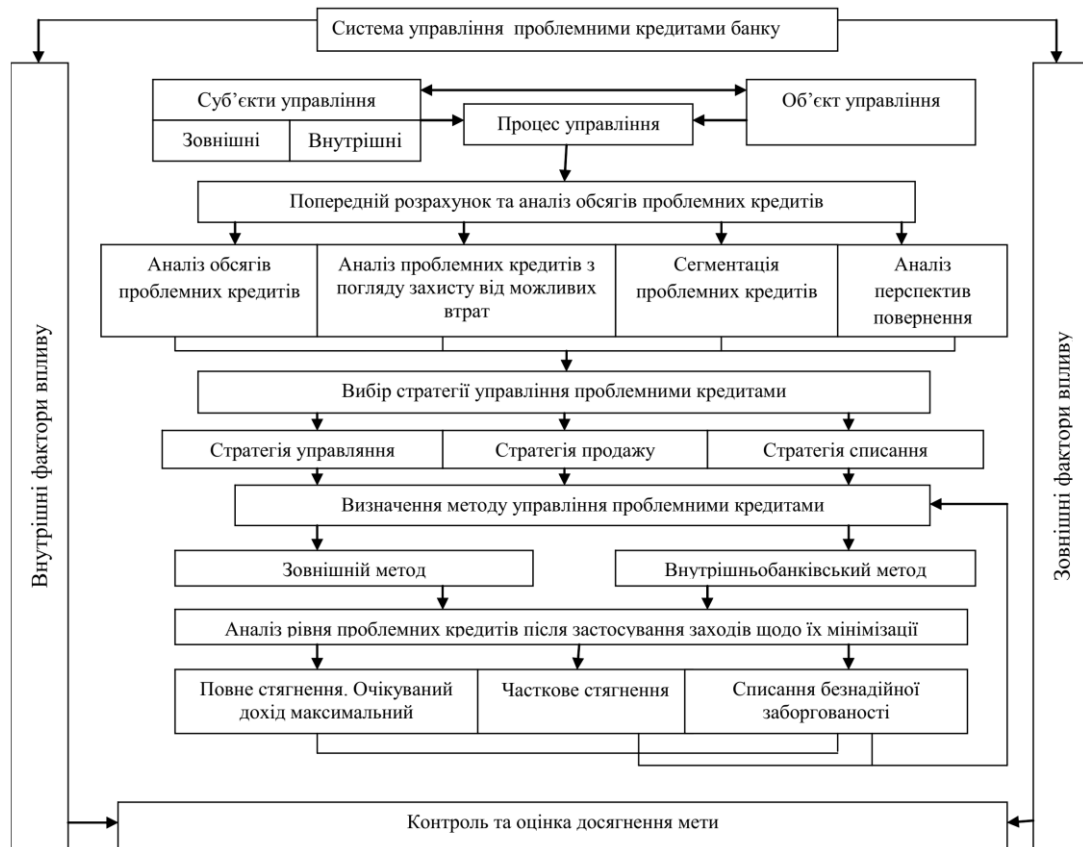 Система управління проблемними кредитами банку
Суб’єкти управління
Об’єкт управління
Зовнішні
Внутрішні
Процес управління
Попередній розрахунок та аналіз обсягів проблемних кредитів
Аналіз обсягів
проблемних кредитів
Аналіз проблемних кредитів з
погляду захисту від можливих
втрат
Сегментація
проблемних кредитів
Аналіз
перспектив
повернення
Вибір стратегії управління проблемними кредитами
Стратегія управляння
Стратегія продажу
Стратегія списання
Визначення методу управління проблемними кредитами
Зовнішній метод
Внутрішньобанківський метод
Аналіз рівня проблемних кредитів після застосування заходів щодо їх мінімізації
Повне стягнення. Очікуваний
дохід максимальний
Часткове стягнення
Списання безнадійної
заборгованості
Внутрішні фактори впливу
Зовнішні фактори впливу
Контроль та оцінка досягнення мети